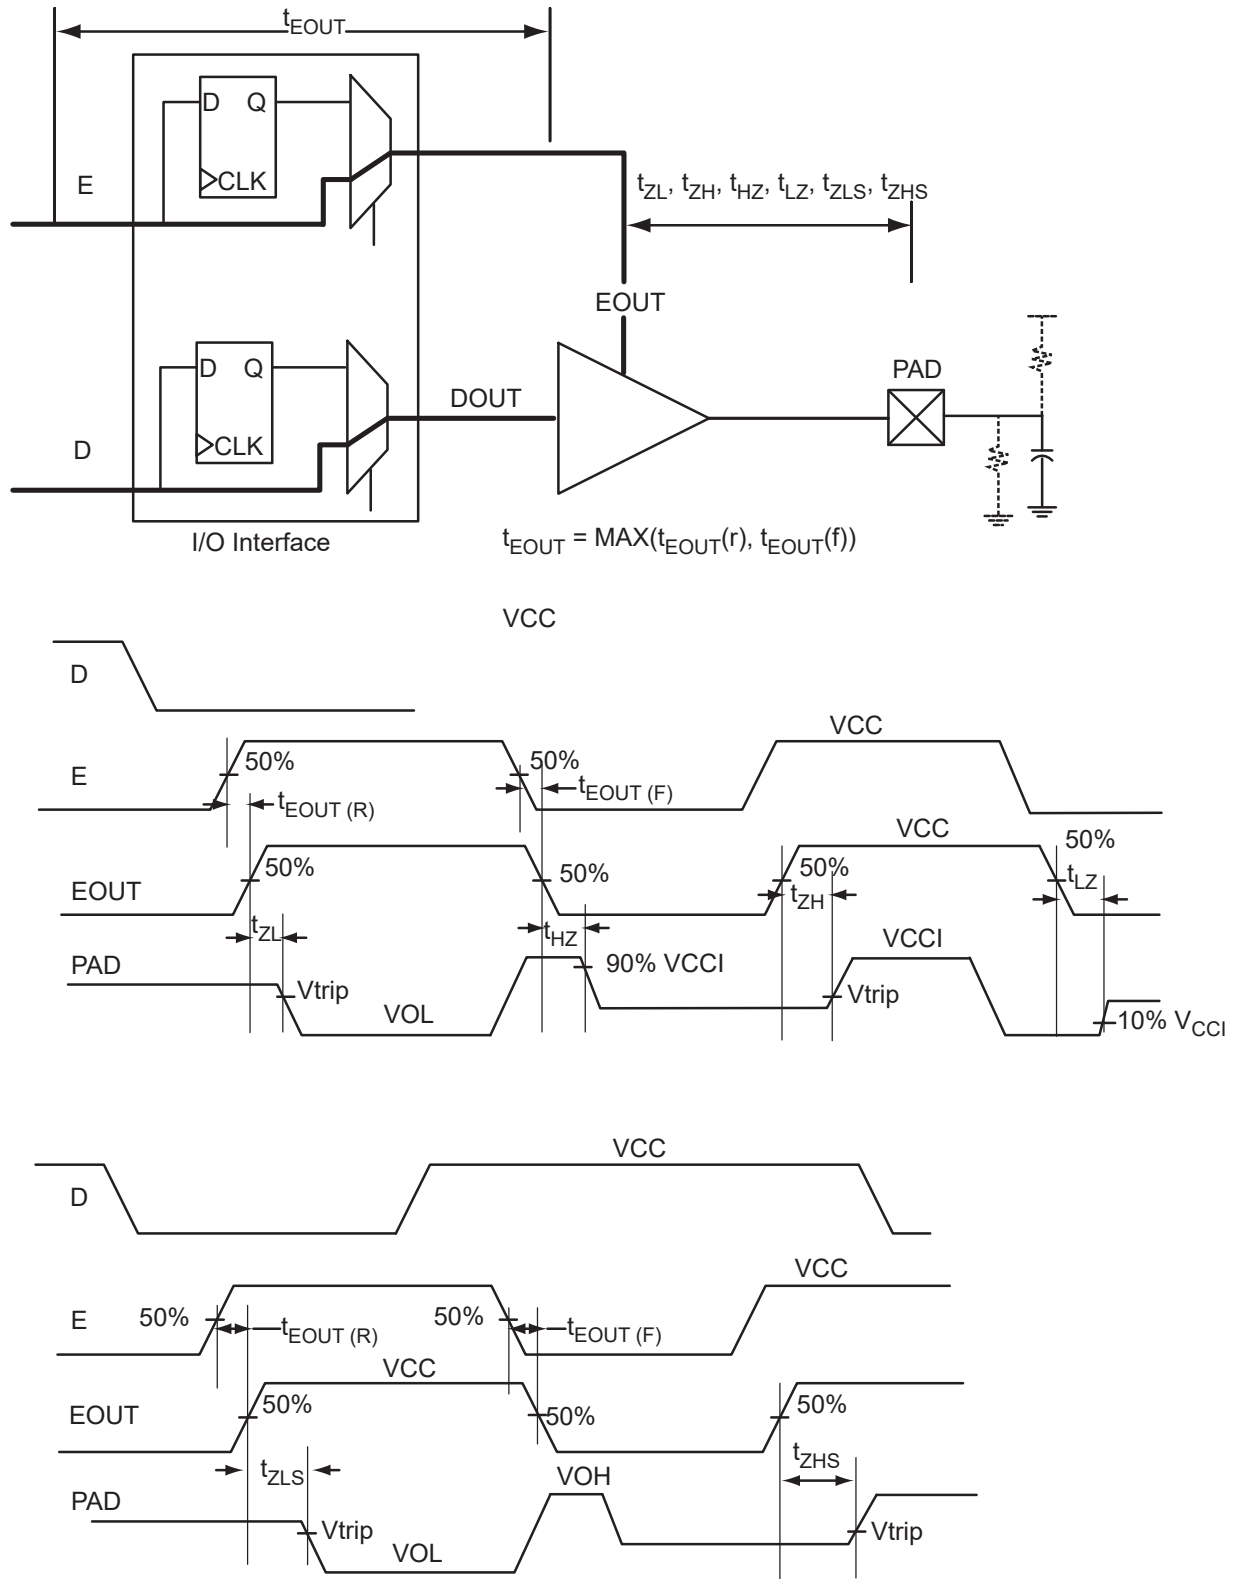 tEOUT
D Q
CLK
E
tZL, tZH, tHZ, tLZ, tZLS, tZHS
EOUT
D Q
CLK
DOUT
PAD
D
I/O Interface
tEOUT = MAX(tEOUT(r), tEOUT(f))
VCC
D
VCC
50%
50%
E
tEOUT (R)
tEOUT (F)
VCC
50%
50%
50%
50%
EOUT
tLZ
tZH
tZL
tHZ
VCCI
PAD
90% VCCI
Vtrip
Vtrip
VOL
10% VCCI
VCC
D
VCC
E
50%
50%
tEOUT (R)
tEOUT (F)
VCC
EOUT
50%
50%
50%
tZLS
tZHS
VOH
PAD
Vtrip
Vtrip
VOL